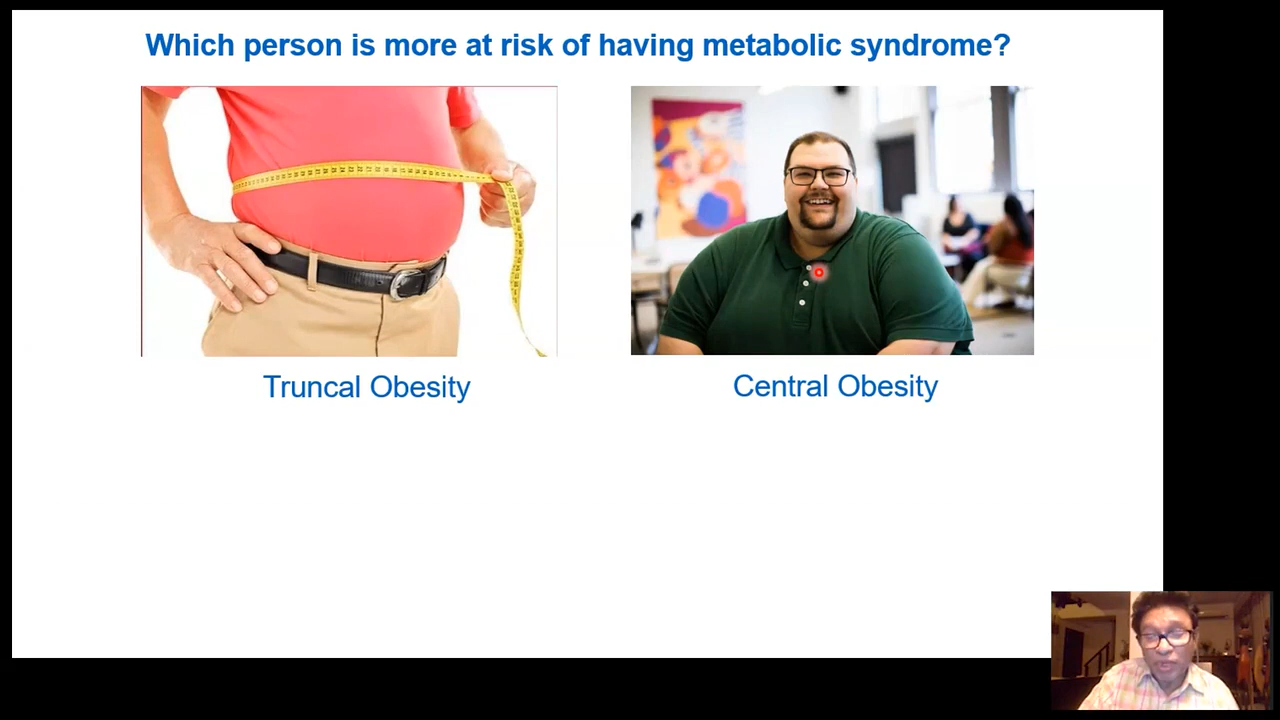 Which person is more at risk of having metabolic syndrome?
Truncal Obesity
Central Obesity